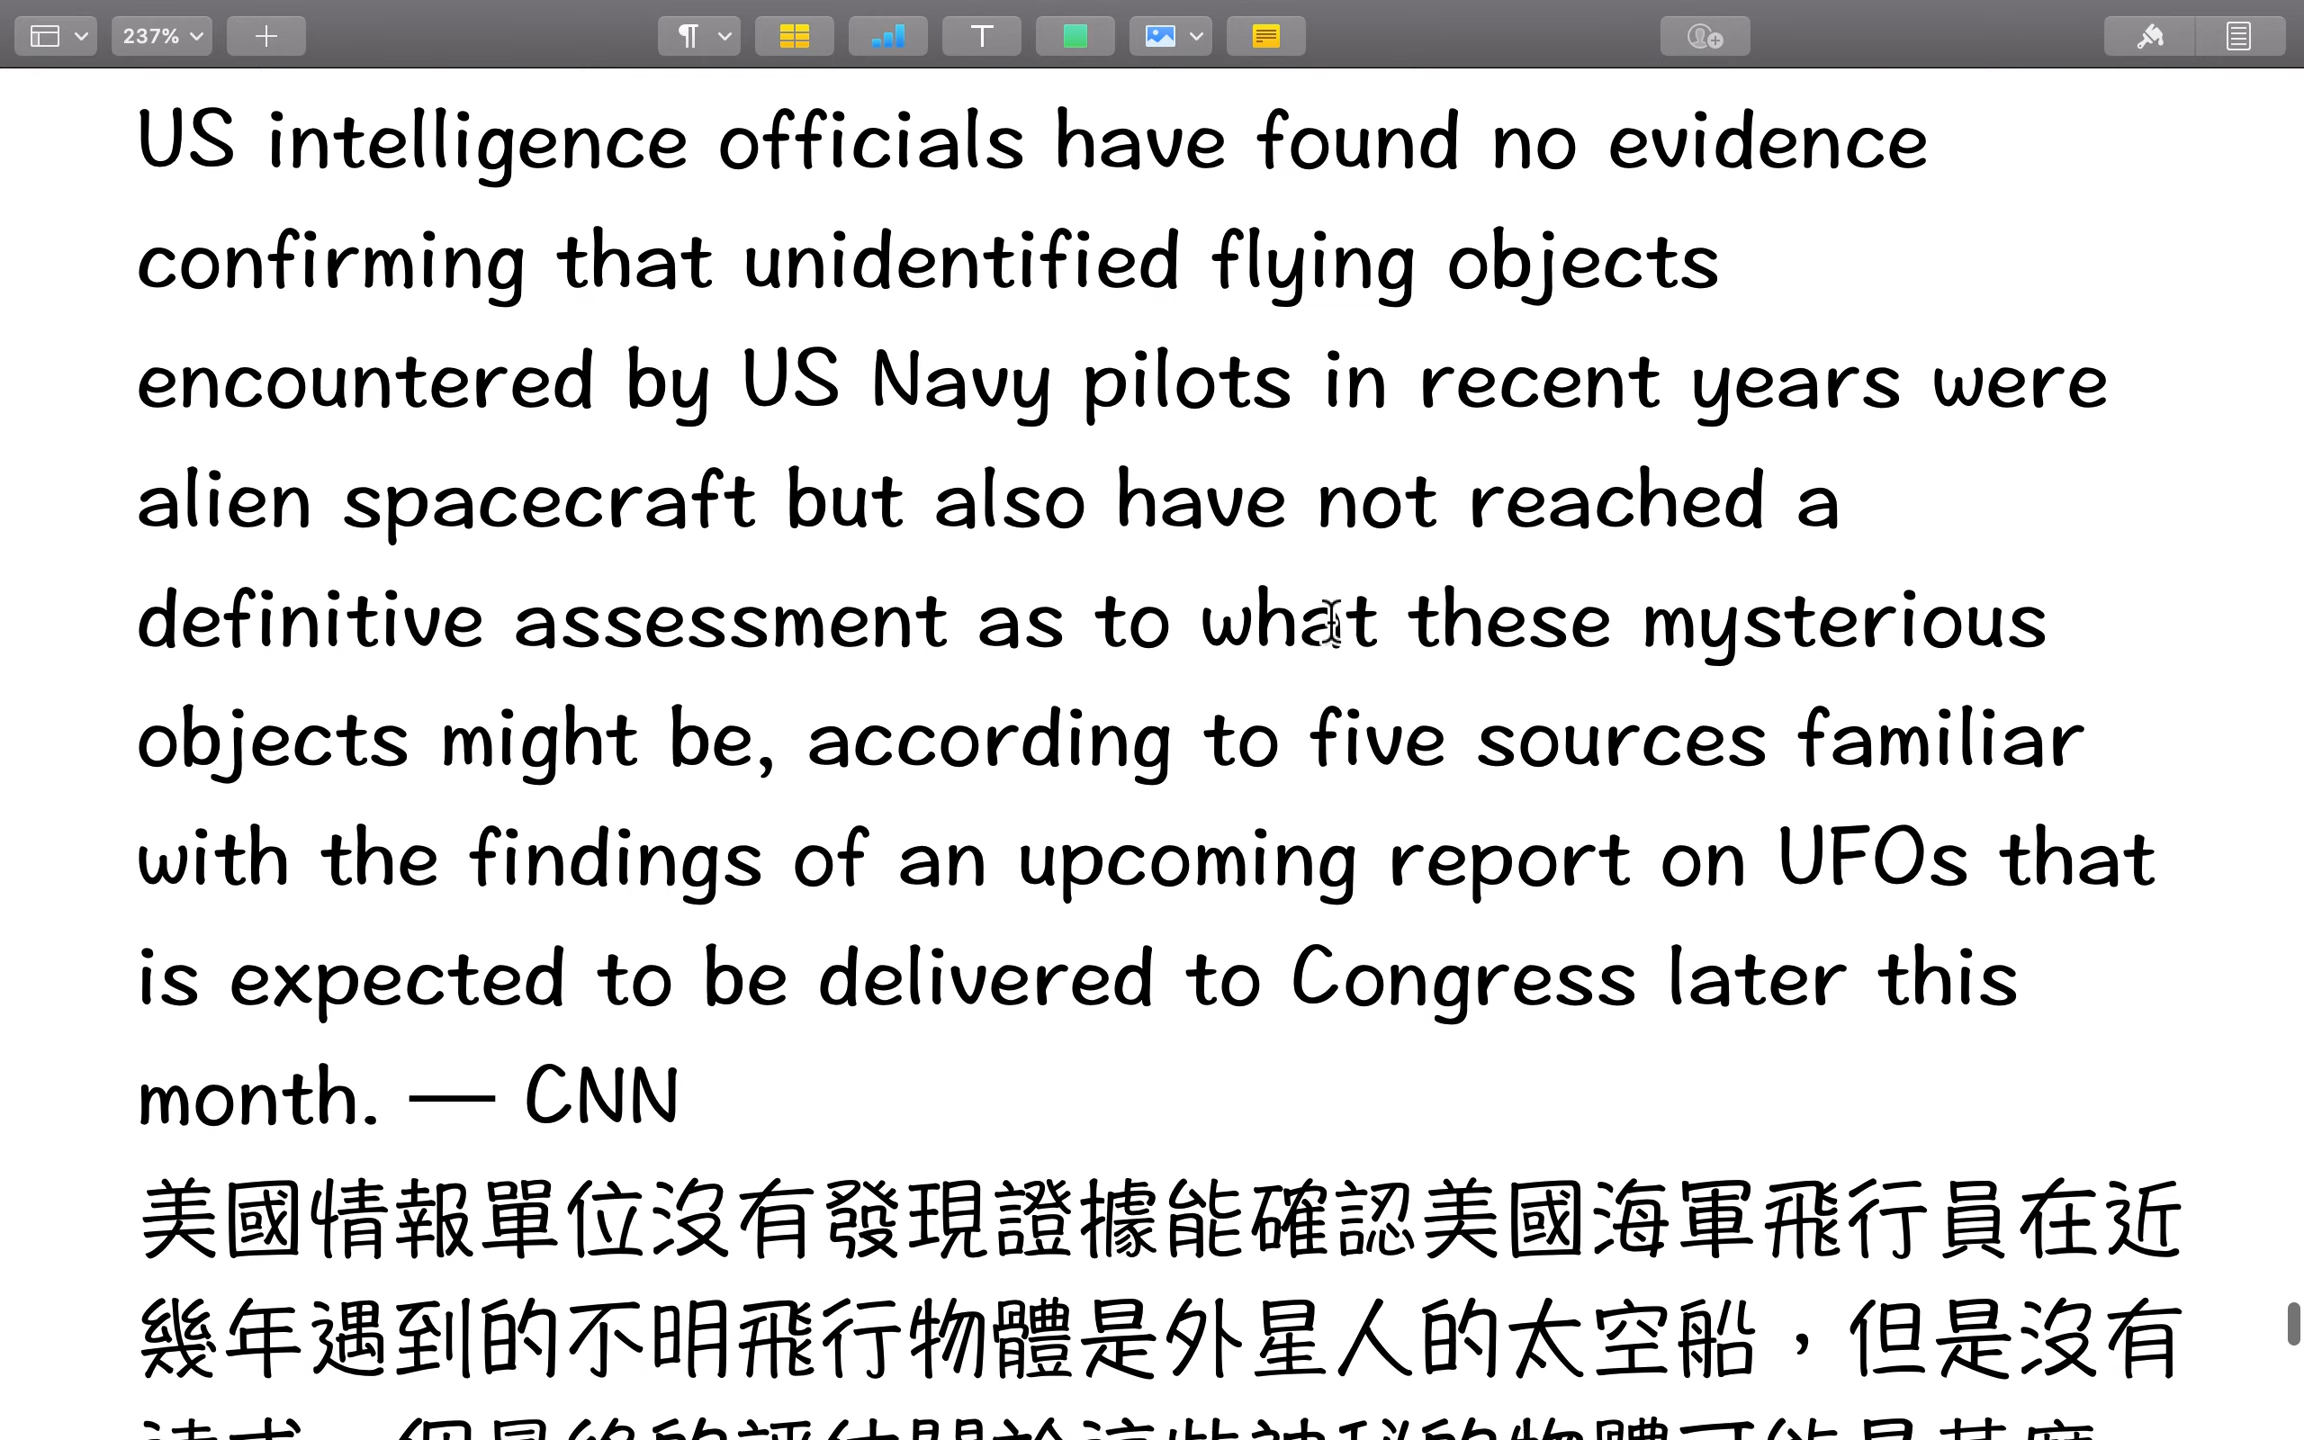 237%
US intelligence officials have found no evidence
confirming that unidentified flying objects
encountered by US Navy pilots in recent years were
alien spacecraft but also have not reached a
definitive assessment as to what these mysterious
objects might be, according to five sources familiar
with the findings of an upcoming report on UFOs that
is expected to be delivered to Congress later this
month. — CNN
美國情報單位沒有發現證據能確認美國海軍飛行員在近
幾年遇到的不明飛行物體是外星人的太空船，但是沒有